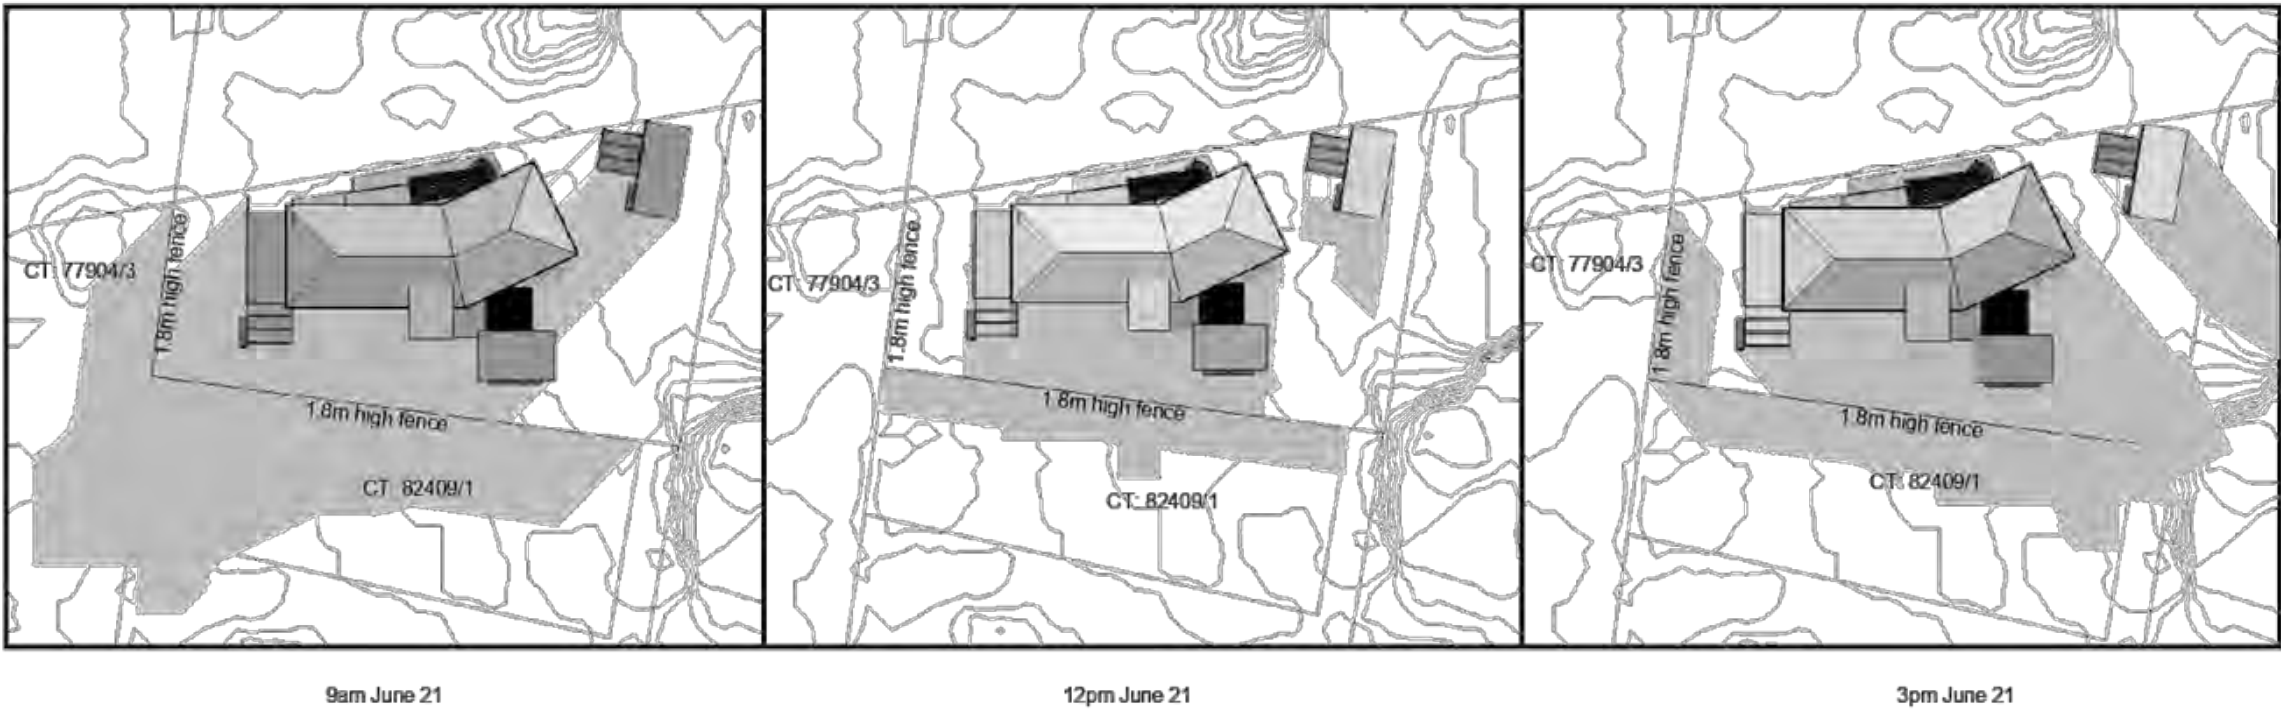 CT: 77904/3
1.8m high fence
1.8m high fence
CT: 82409/1
CT: 77904/3
1.8m high fence
1.8m high fence
CT: 82409/1
CT: 77904/3
1.8m high fence
1.8m high fence
CT: 82409/1
9am June 21
12pm June 21
3pm June 21